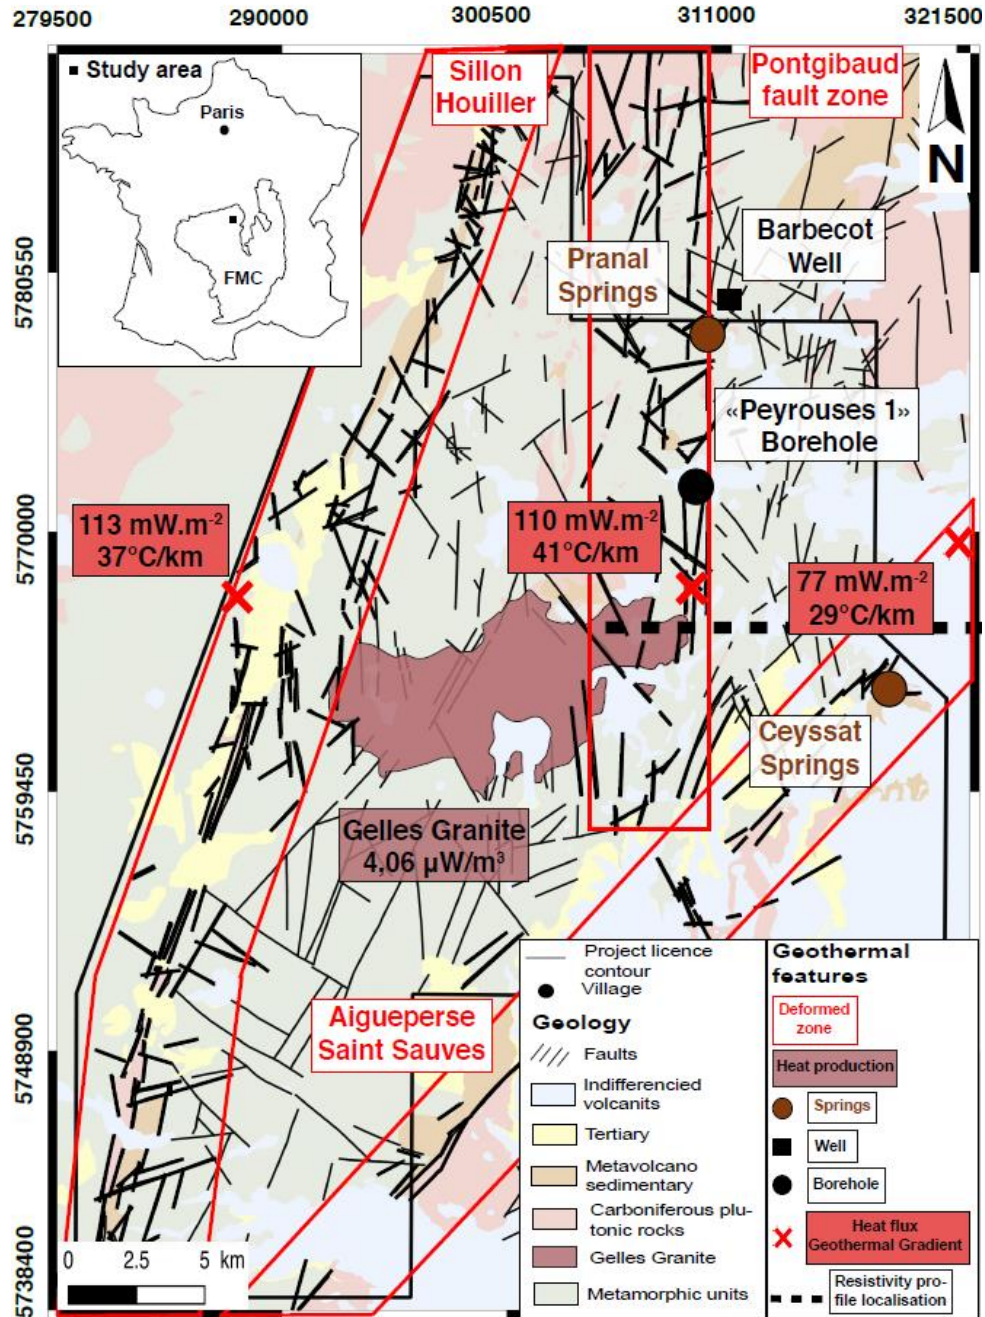 279500 290000 300500 311000 321500
Study area
Paris
FMC
Sillon
Houiller
Pontgibaud
fault zone
N
Barbecot
Well
Pranal
Springs
«Peyrouses 1»
Borehole
5780550
5770000
5759450
5748900
5738400
113 mW.m-2
37°C/km
110 mW.m-2
41°C/km
77 mW.m-2
29°C/km
Ceyssat
Springs
Gelles Granite
4,06 µW/m3
Aigueperse
Saint Sauves
0 2.5 5 km
Project licence
contour
Village
Geology
Faults
Indifferencied
volcanits
Tertiary
Metavolcano
sedimentary
Carboniferous plu-
tonic rocks
Gelles Granite
Metamorphic units
Geothermal
features
Deformed
zone
Heat production
Springs
Well
Borehole
Heat flux
Geothermal Gradient
Resistivity pro-
file localisation